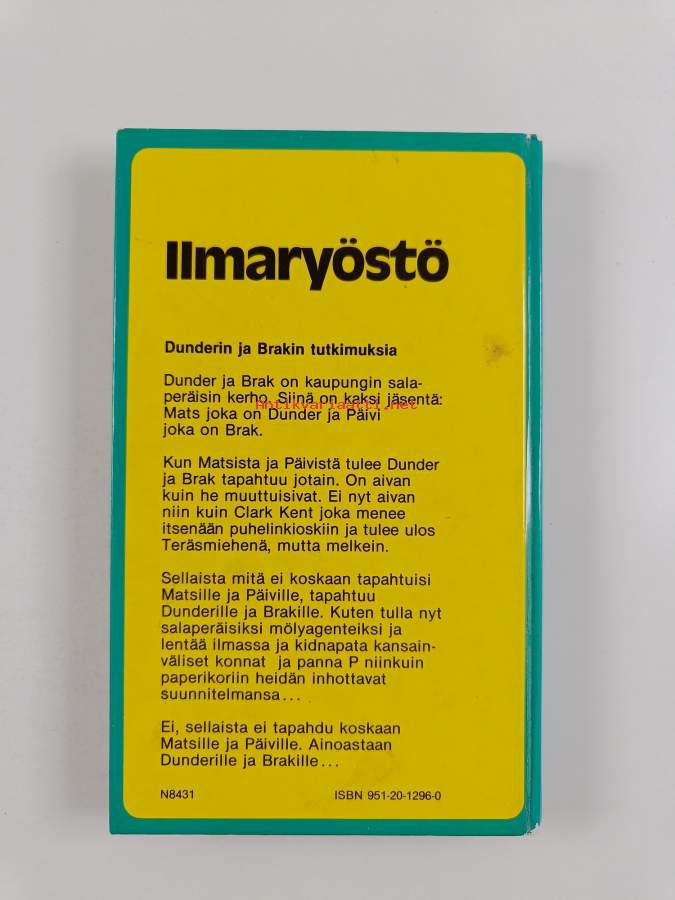 Ilmaryöstö
Dunderin ja Brakin tutkimuksia
Dunder ja Brak on kaupungin sala-
peräisin kerho. Siinä on kaksi jäsentä:
Antikvariaatti.net
Mats joka on Dunder ja Päivi
joka on Brak.
Kun Matsista ja Päivistä tulee Dunder
ja Brak tapahtuu jotain. On aivan
kuin he muuttuisivat. Ei nyt aivan
niin kuin Clark Kent joka menee
itsenään puhelinkioskiin ja tulee ulos
Teräsmiehenä, mutta melkein.
Sellaista mitä ei koskaan tapahtuisi
Matsille ja Päiville, tapahtuu
Dunderille ja Brakille. Kuten tulla nyt
salaperäisiksi mölyagenteiksi ja
lentää ilmassa ja kidnapata kansain-
väliset konnat ja panna P niinkuin
paperikoriin heidän inhottavat
suunnitelmansa...
Ei, sellaista ei tapahdu koskaan
Matsille ja Päiville. Ainoastaan
Dunderille ja Brakille...
N8431 ISBN 951-20-1296-0